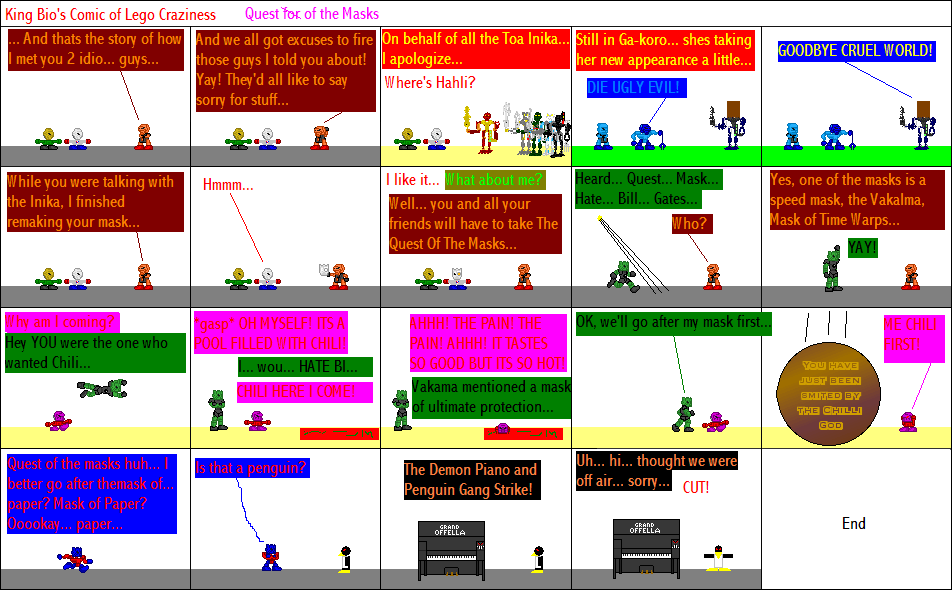 King Bio's Comic of Lego Craziness
Quest for of the Masks
... And thats the story of how
I met you 2 idio... guys...
And we all got excuses to fire
those guys I told you about!
Yay! They'd all like to say
sorry for stuff...
On behalf of all the Toa Inika...
I apologize...
Where's Hahli?
Still in Ga-koro... shes taking
her new appearance a little...
DIE UGLY EVIL!
GOODBYE CRUEL WORLD!
While you were talking with
the Inika, I finished
remaking your mask...
Hmmm...
I like it... What about me?
Well... you and all your
friends will have to take The
Quest Of The Masks...
Heard... Quest... Mask...
Hate... Bill... Gates...
Who?
Yes, one of the masks is a
speed mask, the Vakalma,
Mask of Time Warps...
YAY!
Why am I coming?
Hey YOU were the one who
wanted Chili...
*gasp* OH MYSELF! ITS A
POOL FILLED WITH CHILI!
I... wou... HATE BI...
CHILI HERE I COME!
AHHH! THE PAIN! THE
PAIN! AHHH! IT TASTES
SO GOOD BUT ITS SO HOT!
Vakama mentioned a mask
of ultimate protection...
OK, we'll go after my mask first...
You have
just been
smited by
the Chilli
God
ME CHILI
FIRST!
Quest of the masks huh... I
better go after themask of...
paper? Mask of Paper?
Ooookay... paper...
Is that a penguin?
The Demon Piano and
Penguin Gang Strike!
GRAND
OFFELLA
Uh... hi... thought we were
off air... sorry...
CUT!
GRAND
OFFELLA
End